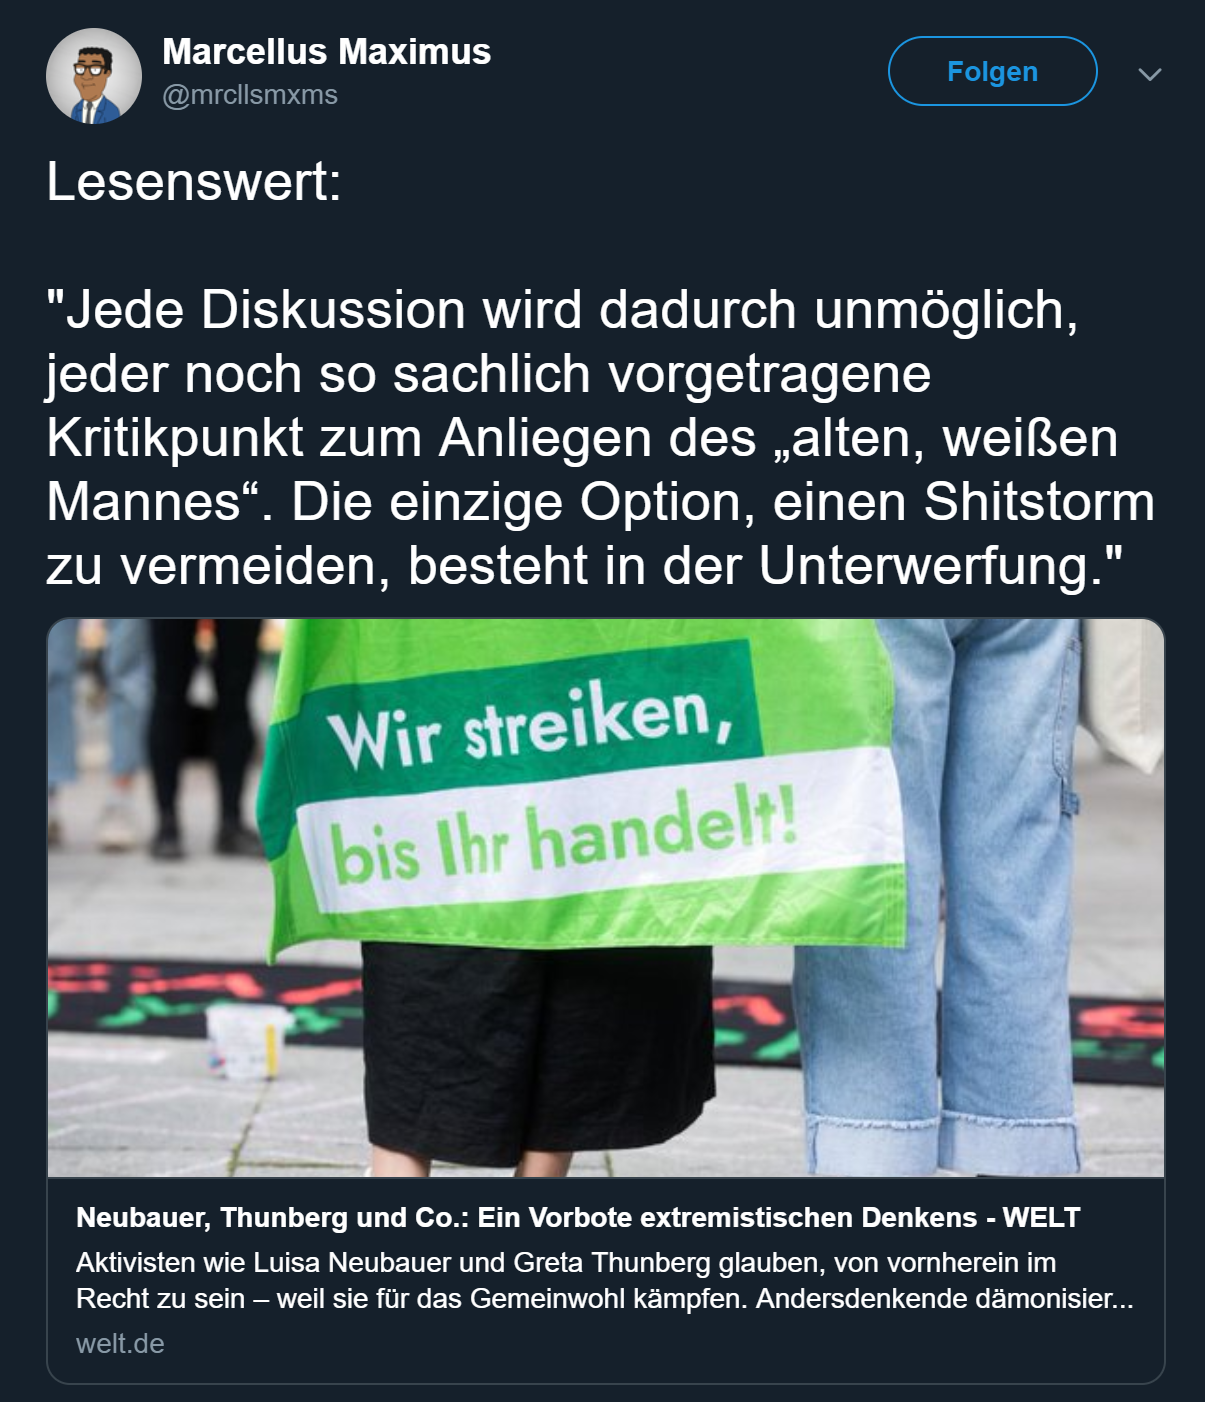 Marcellus Maximus
@mrcllsmxms
Folgen
Lesenswert:
"Jede Diskussion wird dadurch unmöglich,
jeder noch so sachlich vorgetragene
Kritikpunkt zum Anliegen des „alten, weißen
Mannes“. Die einzige Option, einen Shitstorm
zu vermeiden, besteht in der Unterwerfung."
Wir streiken,
bis Ihr handelt!
Neubauer, Thunberg und Co.: Ein Vorbote extremistischen Denkens - WELT
Aktivisten wie Luisa Neubauer und Greta Thunberg glauben, von vornherein im
Recht zu sein – weil sie für das Gemeinwohl kämpfen. Andersdenkende dämonisier...
welt.de